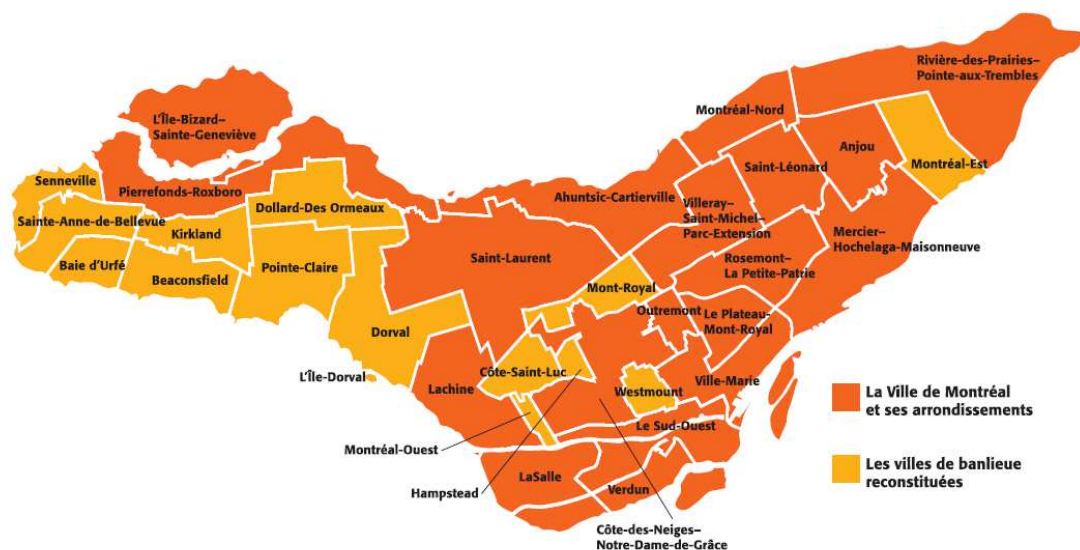 L'Île-Bizard–
Sainte-Geneviève
Rivière-des-Prairies–
Pointe-aux-Trembles
Montréal-Nord
Anjou
Saint-Léonard
Montréal-Est
Senneville
Pierrefonds-Roxboro
Ahuntsic-Cartierville
Villeray–
Saint-Michel–
Parc-Extension
Sainte-Anne-de-Bellevue
Dollard-Des Ormeaux
Kirkland
Mercier–
Hochelaga-Maisonneuve
Baie d'Urfé
Beaconsfield
Pointe-Claire
Saint-Laurent
Rosemont–
La Petite-Patrie
Mont-Royal
Outremont
Le Plateau-
Mont-Royal
Dorval
L'Île-Dorval
Lachine
Côte-Saint-Luc
Westmount
Ville-Marie
Le Sud-Ouest
Montréal-Ouest
Hampstead
LaSalle
Verdun
Côte-des-Neiges–
Notre-Dame-de-Grâce
La Ville de Montréal
et ses arrondissements
Les villes de banlieue
reconstituées